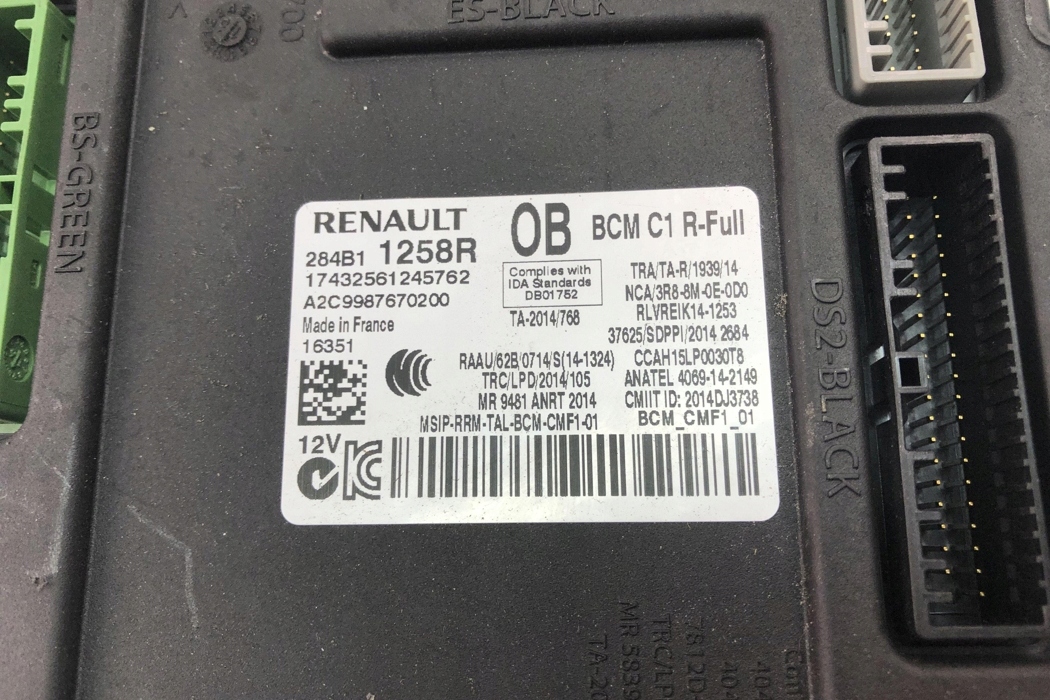 ES-BLACK
700
BS-GREEN
RENAULT OB BCM C1 R-Full
284B1 1258R
17432561245762
A2C9987670200
Made in France
16351
Complies with
IDA Standards
DB01752
TA-2014/768
TRA/TA-R/1939/14
NCA/3R8-8M-0E-0D0
RLVREIK14-1253
37625/SDPPI/2014 2684
RAAU/62B/0714/S(14-1324) CCAH15LP0030T8
TRC/LPD/2014/105 ANATEL 4069-14-2149
MR 9481 ANRT 2014 CMIIT ID: 2014DJ3738
MSIP-RRM-TAL-BCM-CMF1-01 BCM_CMF1_01
12V
DS2-BLACK
TRC/LP